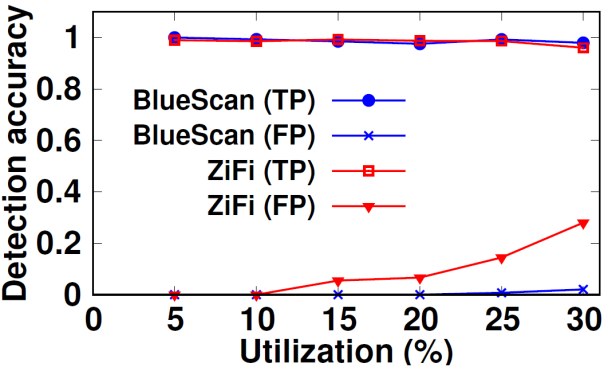 Detection accuracy
1
0.8
0.6
0.4
0.2
0
BlueScan (TP)
BlueScan (FP)
ZiFi (TP)
ZiFi (FP)
0 5 10 15 20 25 30
Utilization (%)